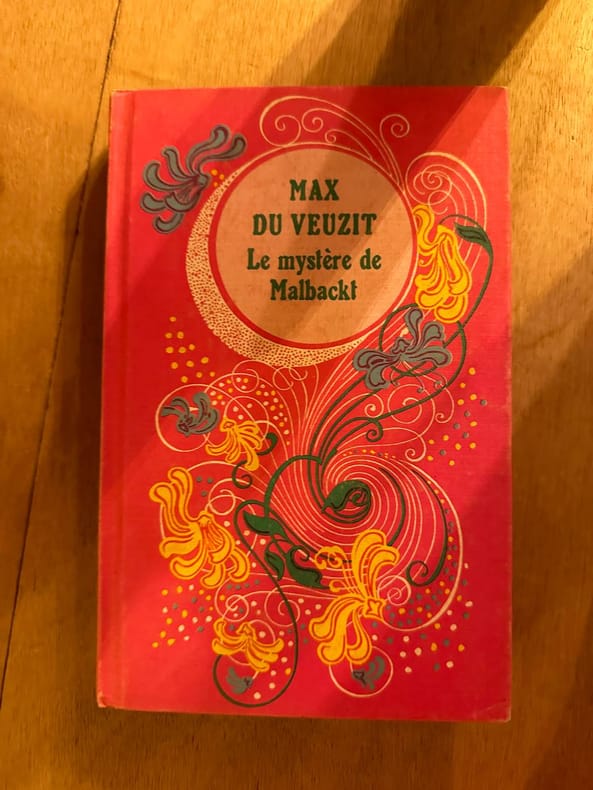 MAX
DU VEUZIT
Le mystère de
Malbackt